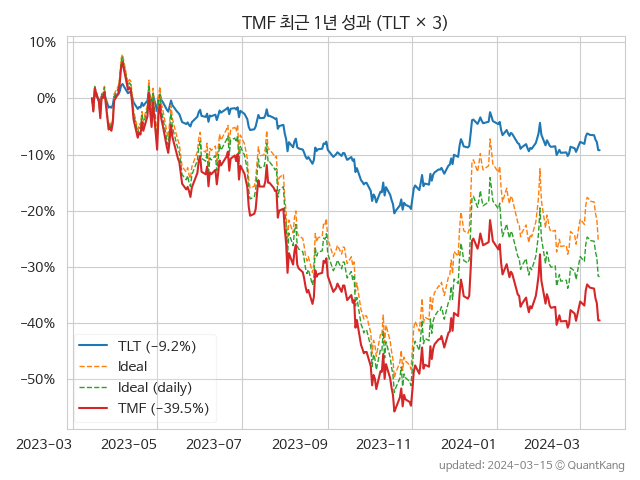 TMF 최근 1년 성과 (TLT × 3)
10%
0%
−10%
−20%
−30%
−40%
−50%
TLT (−9.2%)
Ideal
Ideal (daily)
TMF (−39.5%)
2023-03 2023-05 2023-07 2023-09 2023-11 2024-01 2024-03
updated: 2024-03-15 © QuantKang